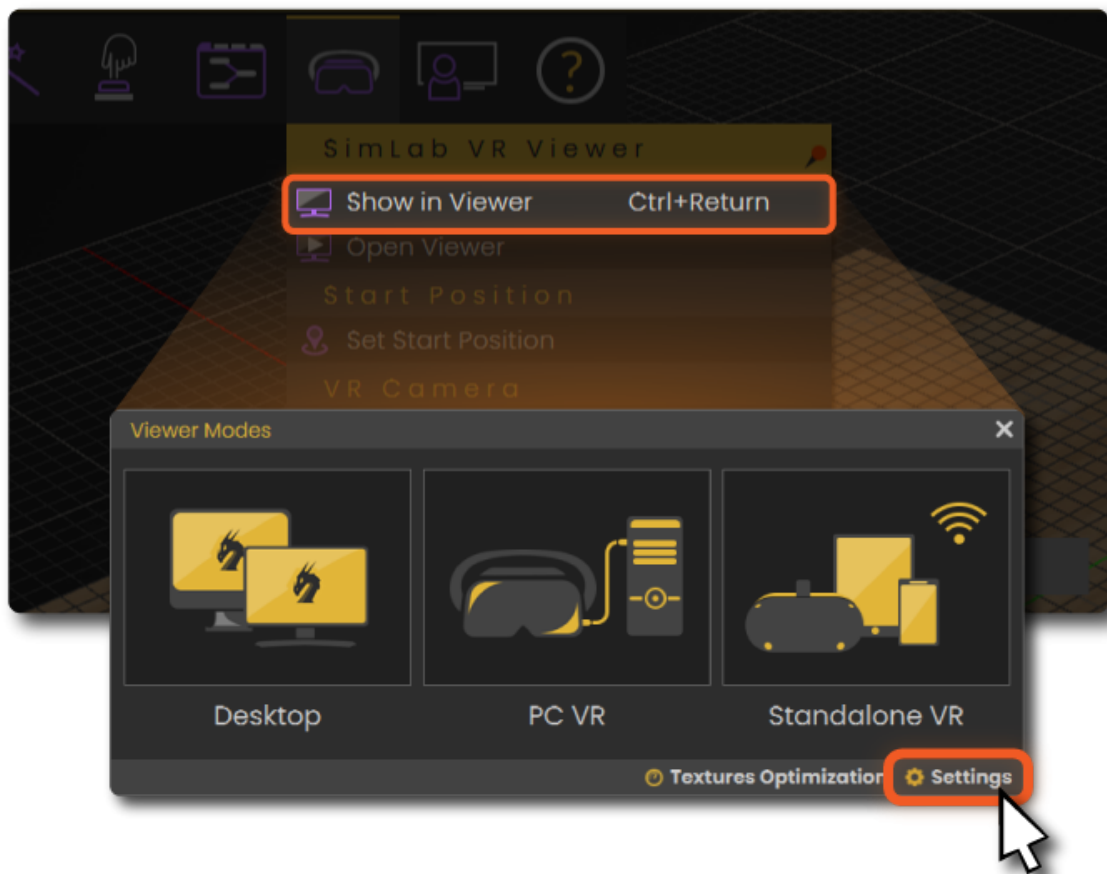 SimLab VR Viewer
Show in Viewer Ctrl+Return
Open Viewer
Start Position
Set Start Position
VR Camera
Viewer Modes
Desktop PC VR Standalone VR
Textures Optimization Settings